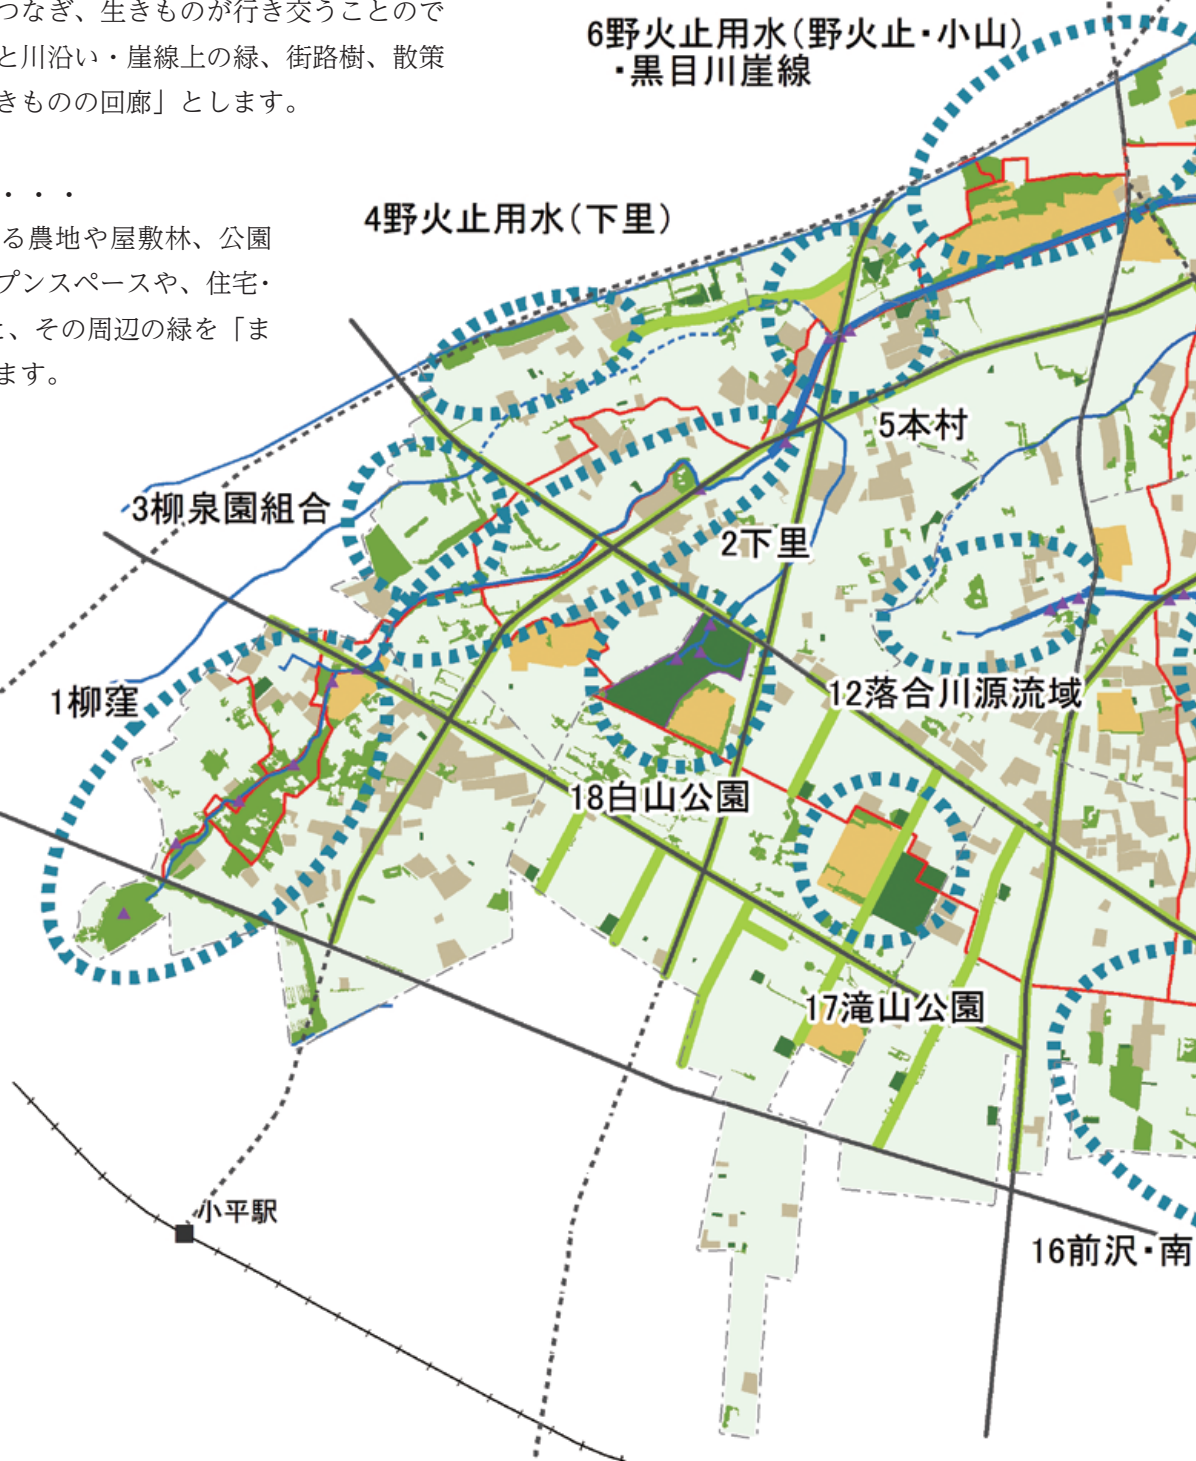 つなぎ、生きものが行き交うことので
と川沿い・崖線上の緑、街路樹、散策
きものの回廊」とします。
・・・
る農地や屋敷林、公園
プンスペースや、住宅・
、その周辺の緑を「ま
ます。
6野火止用水(野火止・小山)
・黒目川崖線
4野火止用水(下里)
5本村
3柳泉園組合
2下里
1柳窪
12落合川源流域
18白山公園
17滝山公園
小平駅
16前沢・南